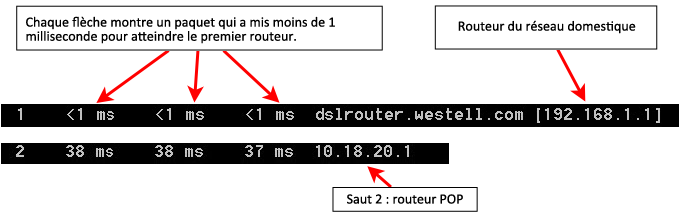 Chaque flèche montre un paquet qui a mis moins de 1
milliseconde pour atteindre le premier routeur.
Routeur du réseau domestique
1 <1 ms <1 ms <1 ms dslrouter.westell.com [192.168.1.1]
2 38 ms 38 ms 37 ms 10.18.20.1
Saut 2 : routeur POP